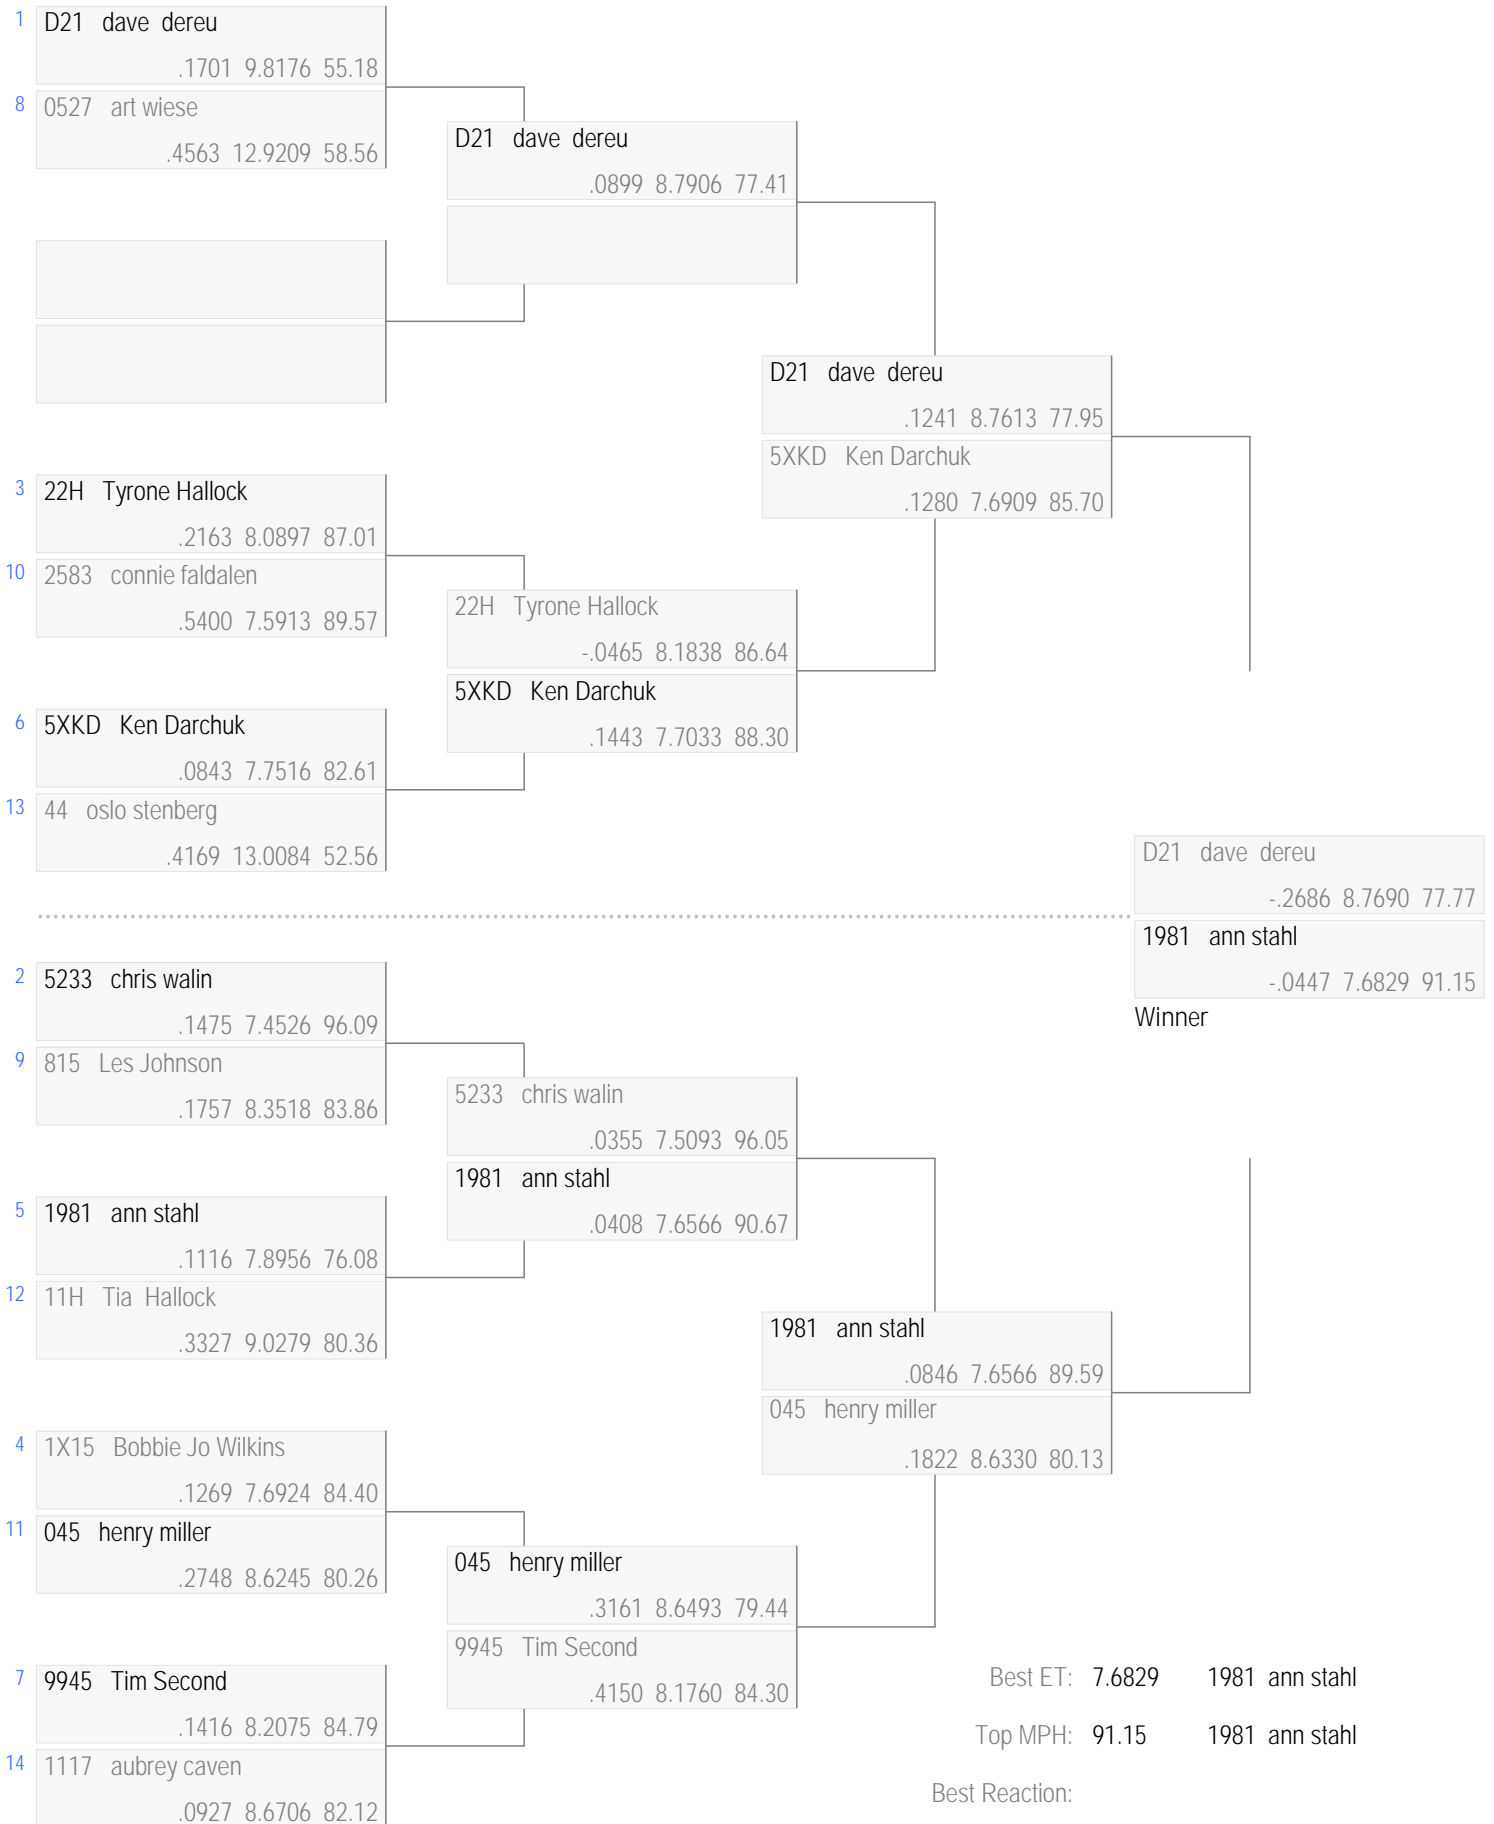 1 D21 dave dereu
.1701 9.8176 55.18
8 0527 art wiese
.4563 12.9209 58.56
D21 dave dereu
.0899 8.7906 77.41
D21 dave dereu
.1241 8.7613 77.95
5XKD Ken Darchuk
.1280 7.6909 85.70
3 22H Tyrone Hallock
.2163 8.0897 87.01
10 2583 connie faldalen
.5400 7.5913 89.57
22H Tyrone Hallock
-.0465 8.1838 86.64
5XKD Ken Darchuk
.1443 7.7033 88.30
6 5XKD Ken Darchuk
.0843 7.7516 82.61
13 44 oslo stenberg
.4169 13.0084 52.56
D21 dave dereu
-.2686 8.7690 77.77
1981 ann stahl
-.0447 7.6829 91.15
Winner
2 5233 chris walin
.1475 7.4526 96.09
9 815 Les Johnson
.1757 8.3518 83.86
5233 chris walin
.0355 7.5093 96.05
1981 ann stahl
.0408 7.6566 90.67
5 1981 ann stahl
.1116 7.8956 76.08
12 11H Tia Hallock
.3327 9.0279 80.36
1981 ann stahl
.0846 7.6566 89.59
045 henry miller
.1822 8.6330 80.13
4 1X15 Bobbie Jo Wilkins
.1269 7.6924 84.40
11 045 henry miller
.2748 8.6245 80.26
045 henry miller
.3161 8.6493 79.44
9945 Tim Second
.4150 8.1760 84.30
7 9945 Tim Second
.1416 8.2075 84.79
14 1117 aubrey caven
.0927 8.6706 82.12
Best ET: 7.6829 1981 ann stahl
Top MPH: 91.15 1981 ann stahl
Best Reaction: